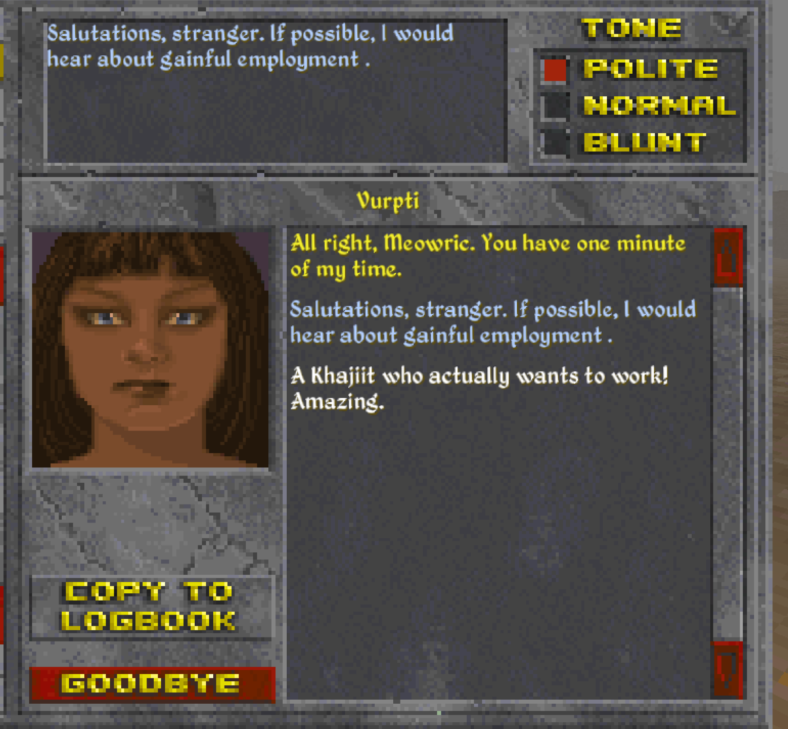 Salutations, stranger. If possible, I would
hear about gainful employment .
TONE
POLITE
NORMAL
BLUNT
Vurpti
All right, Meowric. You have one minute
of my time.
Salutations, stranger. If possible, I would
hear about gainful employment .
A Khajiit who actually wants to work!
Amazing.
COPY TO
LOGBOOK
GOODBYE